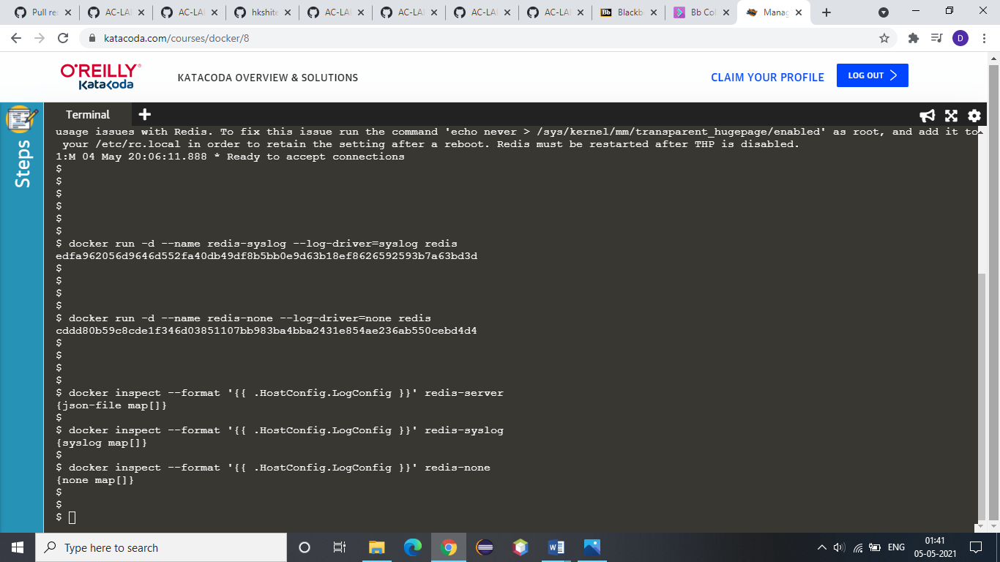 Pull re
AC-LA
AC-LA
hkshite
AC-LA
AC-LA
AC-LA
AC-LA
Bb
Blackb
Bb Col
Manag
katacoda.com/courses/docker/8
D
O'REILLY
Katacoda
KATACODA OVERVIEW & SOLUTIONS
CLAIM YOUR PROFILE
LOG OUT
Steps
Terminal
usage issues with Redis. To fix this issue run the command 'echo never > /sys/kernel/mm/transparent_hugepage/enabled' as root, and add it to
your /etc/rc.local in order to retain the setting after a reboot. Redis must be restarted after THP is disabled.
1:M 04 May 20:06:11.888 * Ready to accept connections
$
$
$
$
$
$
$ docker run -d --name redis-syslog --log-driver=syslog redis
edfa962056d9646d552fa40db49df8b5bb0e9d63b18ef8626592593b7a63bd3d
$
$
$
$
$ docker run -d --name redis-none --log-driver=none redis
cddd80b59c8cde1f346d03851107bb983ba4bba2431e854ae236ab550cebd4d4
$
$
$
$
$ docker inspect --format '{{ .HostConfig.LogConfig }}' redis-server
{json-file map[]}
$
$ docker inspect --format '{{ .HostConfig.LogConfig }}' redis-syslog
{syslog map[]}
$
$ docker inspect --format '{{ .HostConfig.LogConfig }}' redis-none
{none map[]}
$
$
$
Type here to search
ENG
01:41
05-05-2021